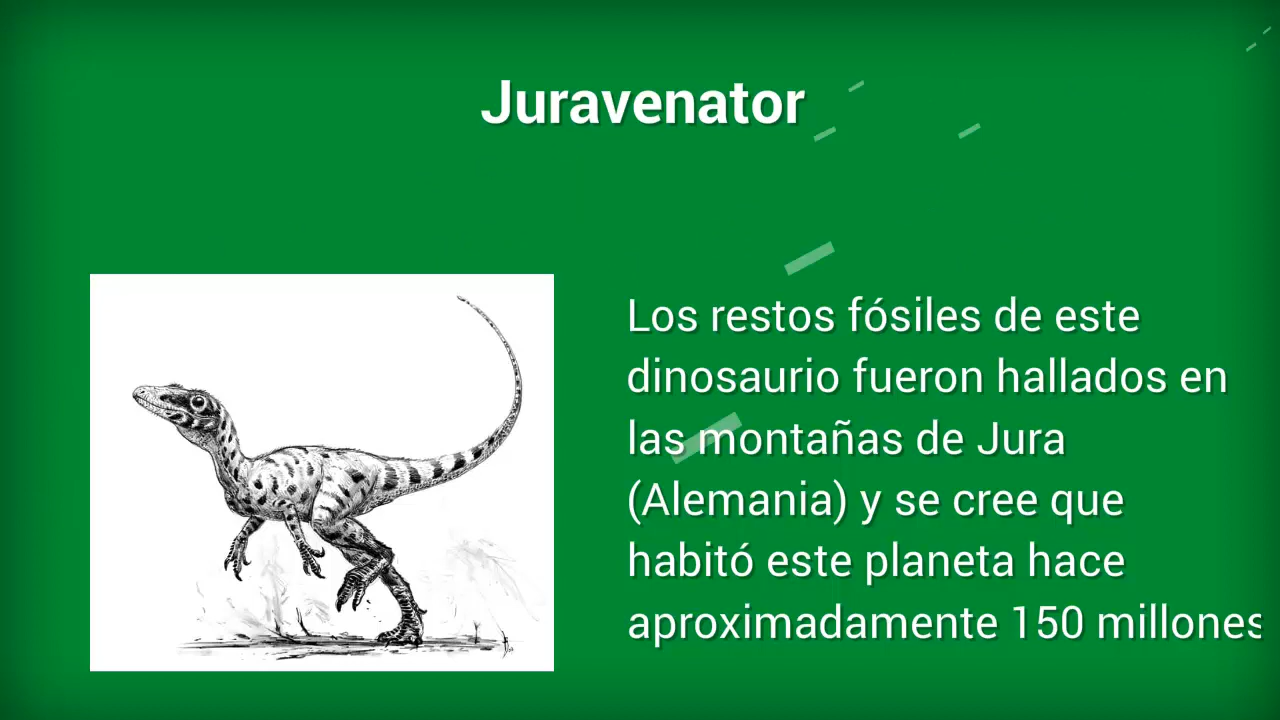 Juravenator
Los restos fósiles de este
dinosaurio fueron hallados en
las montañas de Jura
(Alemania) y se cree que
habitó este planeta hace
aproximadamente 150 millones